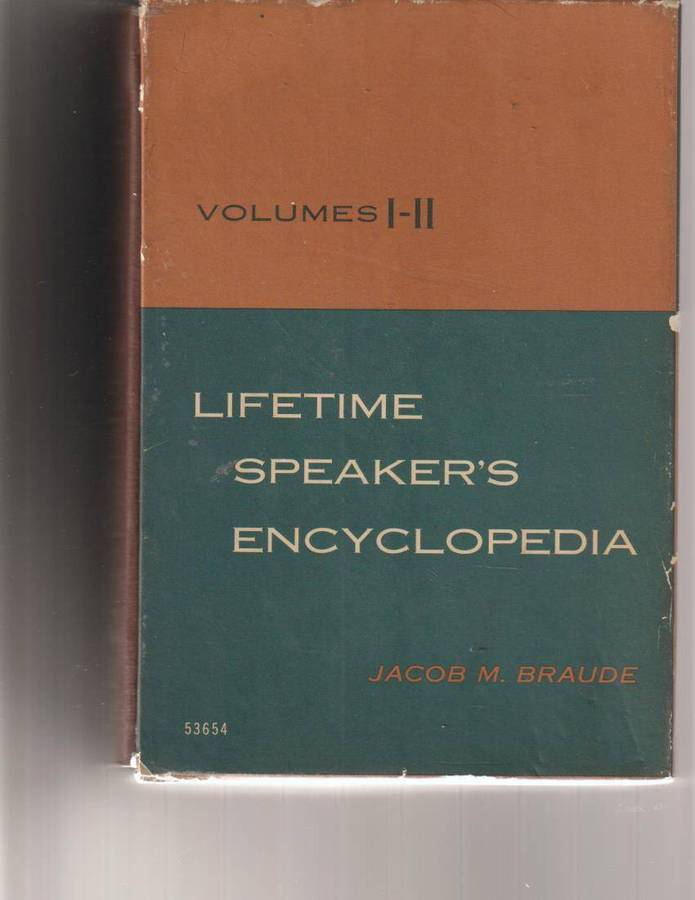 VOLUMES I-II
LIFETIME
SPEAKER'S
ENCYCLOPEDIA
JACOB M. BRAUDE
53654